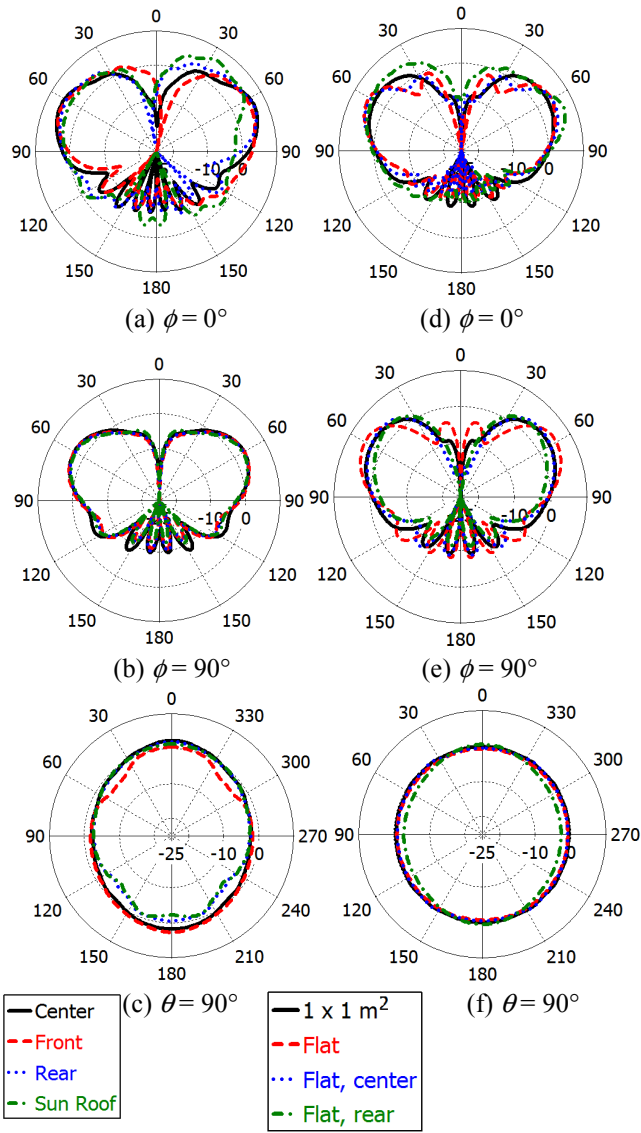 0
30 30
60 60
90 90
-10 0
120 120
150 150
180
(a) ϕ = 0°
0
30 30
60 60
90 90
-10 0
120 120
150 150
180
(d) ϕ = 0°
0
30 30
60 60
90 90
-10 0
120 120
150 150
180
(b) ϕ = 90°
0
30 30
60 60
90 90
-10 0
120 120
150 150
180
(e) ϕ = 90°
0
30 330
60 300
90 270
-25 -10 0
120 240
150 210
180
(c) θ = 90°
0
30 330
60 300
90 270
-25 -10 0
120 240
150 210
180
(f) θ = 90°
Center
Front
Rear
Sun Roof
1 x 1 m²
Flat
Flat, center
Flat, rear